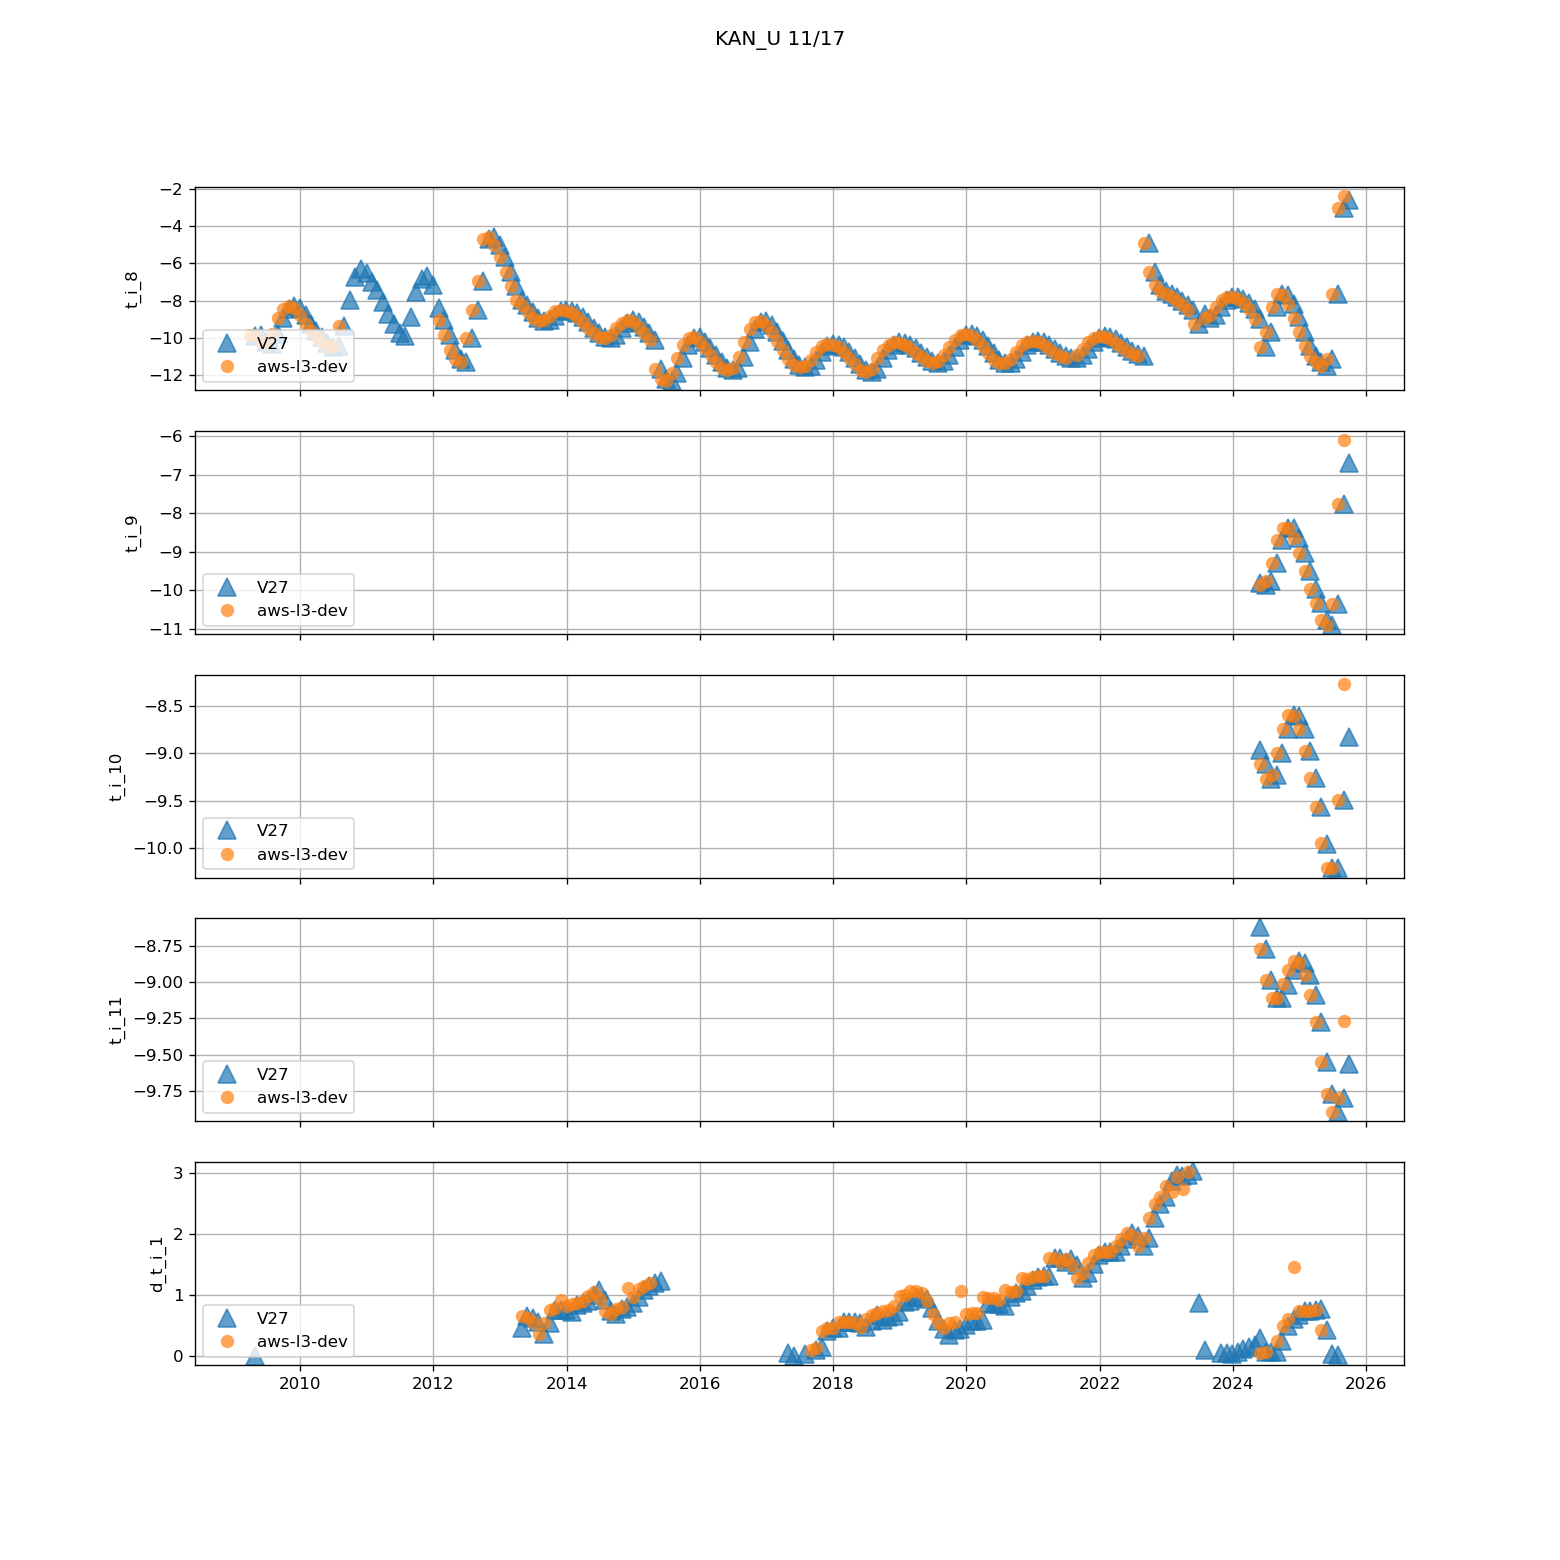 KAN_U 11/17
−2
−4
−6
−8
−10
−12
t_i_8
V27
aws-l3-dev
−6
−7
−8
−9
−10
−11
t_i_9
V27
aws-l3-dev
−8.5
−9.0
−9.5
−10.0
t_i_10
V27
aws-l3-dev
−8.75
−9.00
−9.25
−9.50
−9.75
t_i_11
V27
aws-l3-dev
3
2
1
0
d_t_i_1
V27
aws-l3-dev
2010 2012 2014 2016 2018 2020 2022 2024 2026